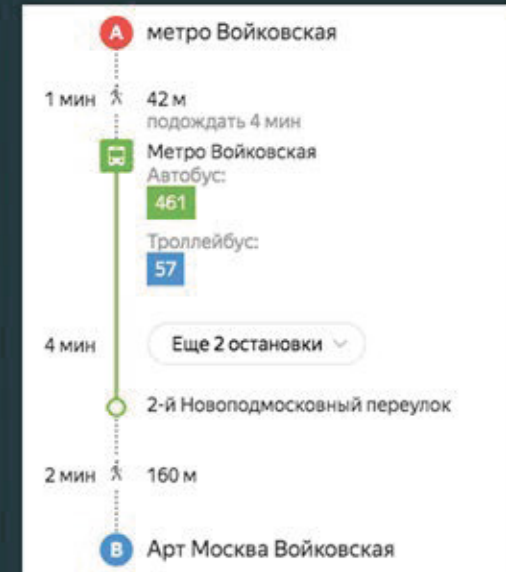 A метро Войковская
1 мин 42 м
подождать 4 мин
Метро Войковская
Автобус:
461
Троллейбус:
57
4 мин Еще 2 остановки
2-й Новоподмосковный переулок
2 мин 160 м
B Арт Москва Войковская